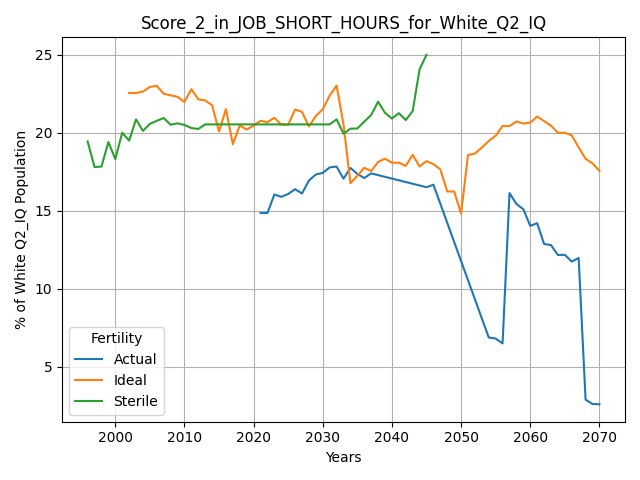 Score_2_in_JOB_SHORT_HOURS_for_White_Q2_IQ
% of White Q2_IQ Population
25
20
15
10
5
Fertility
Actual
Ideal
Sterile
2000 2010 2020 2030 2040 2050 2060 2070
Years